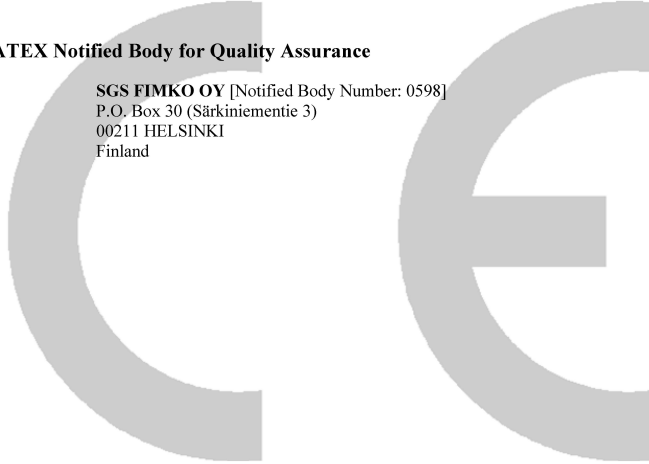 ATEX Notified Body for Quality Assurance
SGS FIMKO OY [Notified Body Number: 0598]
P.O. Box 30 (Särkiniementie 3)
00211 HELSINKI
Finland
CE